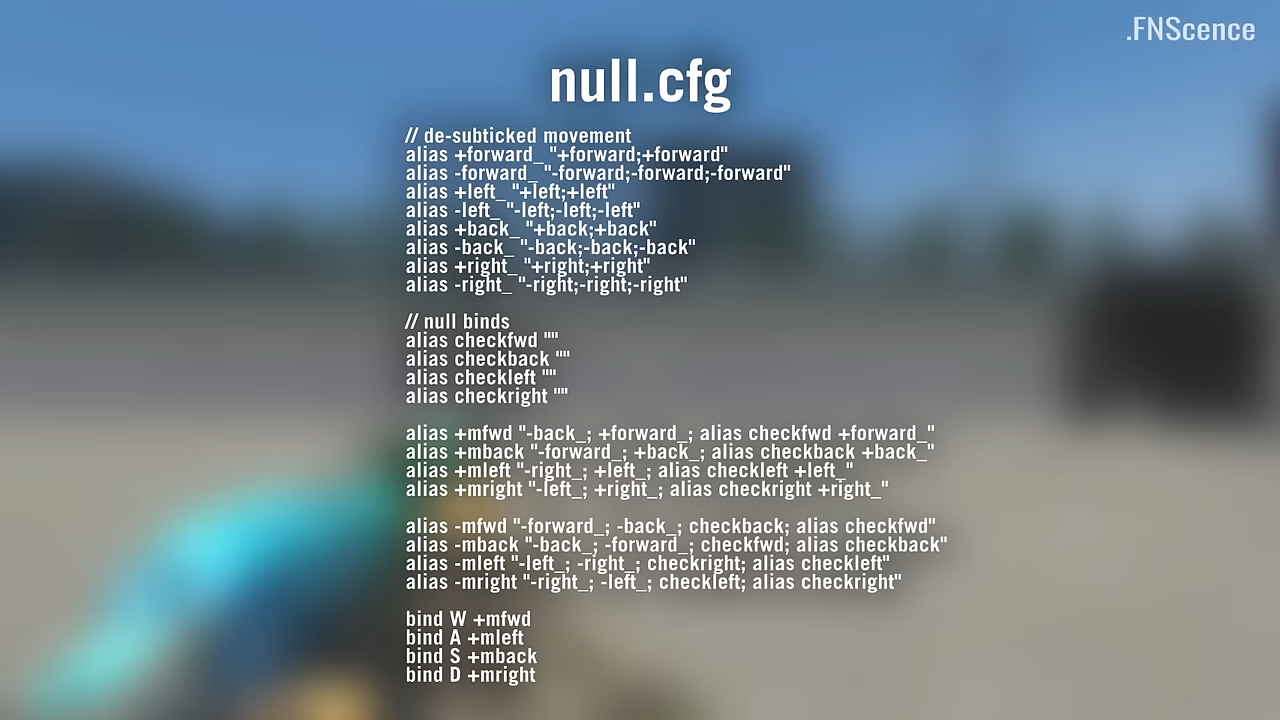 .FNScence
null.cfg
// de-subticked movement
alias +forward_ "+forward;+forward"
alias -forward_ "-forward;-forward;-forward"
alias +left_ "+left;+left"
alias -left_ "-left;-left;-left"
alias +back_ "+back;+back"
alias -back_ "-back;-back;-back"
alias +right_ "+right;+right"
alias -right_ "-right;-right;-right"
// null binds
alias checkfwd ""
alias checkback ""
alias checkleft ""
alias checkright ""
alias +mfwd "-back_; +forward_; alias checkfwd +forward_"
alias +mback "-forward_; +back_; alias checkback +back_"
alias +mleft "-right_; +left_; alias checkleft +left_"
alias +mright "-left_; +right_; alias checkright +right_"
alias -mfwd "-forward_; -back_; checkback; alias checkfwd"
alias -mback "-back_; -forward_; checkfwd; alias checkback"
alias -mleft "-left_; -right_; checkright; alias checkleft"
alias -mright "-right_; -left_; checkleft; alias checkright"
bind W +mfwd
bind A +mleft
bind S +mback
bind D +mright